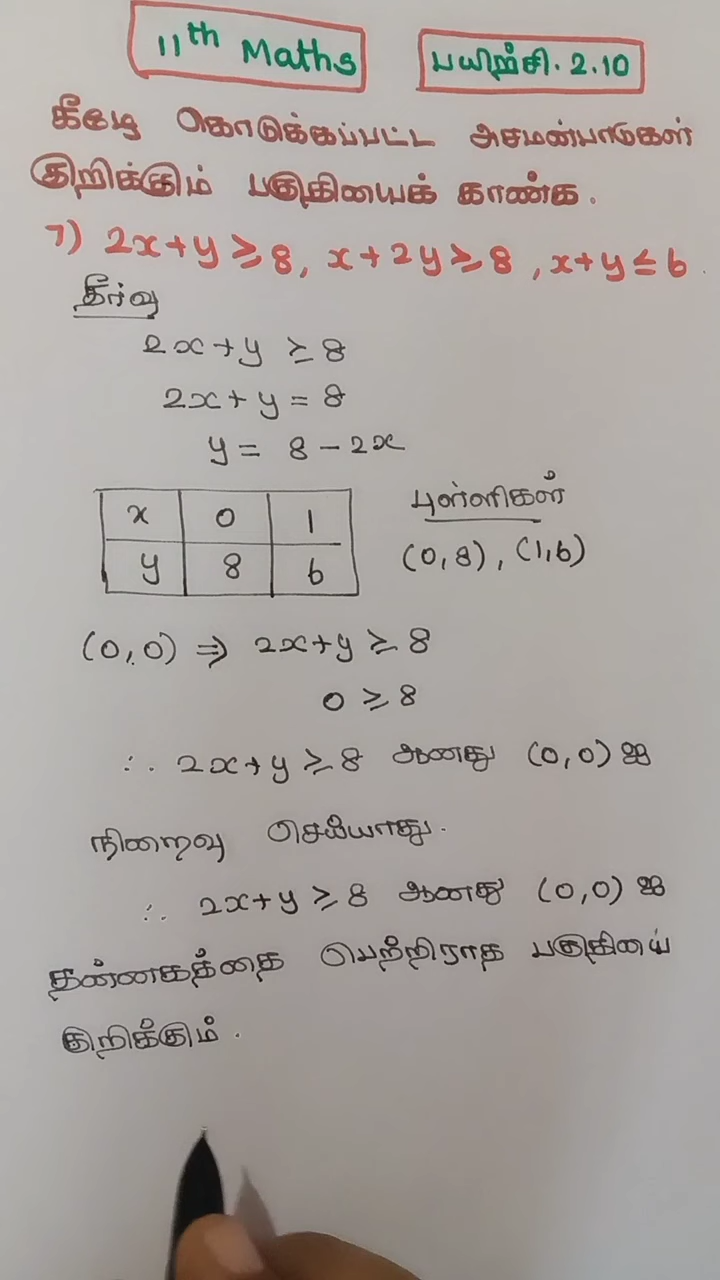 11th Maths
பயிற்சி. 2.10
கீழே கொடுக்கப்பட்ட அசமன்பாடுகள்
குறிக்கும் பகுதியைக் காண்க.
7) 2x+y ≥ 8, x+2y ≥ 8, x+y ≤ 6.
தீர்வு
2x+y ≥ 8
2x+y = 8
y = 8 - 2x
x 0 1
y 8 6
புள்ளிகள்
(0,8), (1,6)
(0,0) ⇒ 2x+y ≥ 8
0 ≥ 8
∴ 2x+y ≥ 8 ஆனது (0,0) ஐ
நிறைவு செய்யாது.
∴ 2x+y ≥ 8 ஆனது (0,0) ஐ
தன்னகத்தை பெற்றிராத பகுதியை
குறிக்கும்.